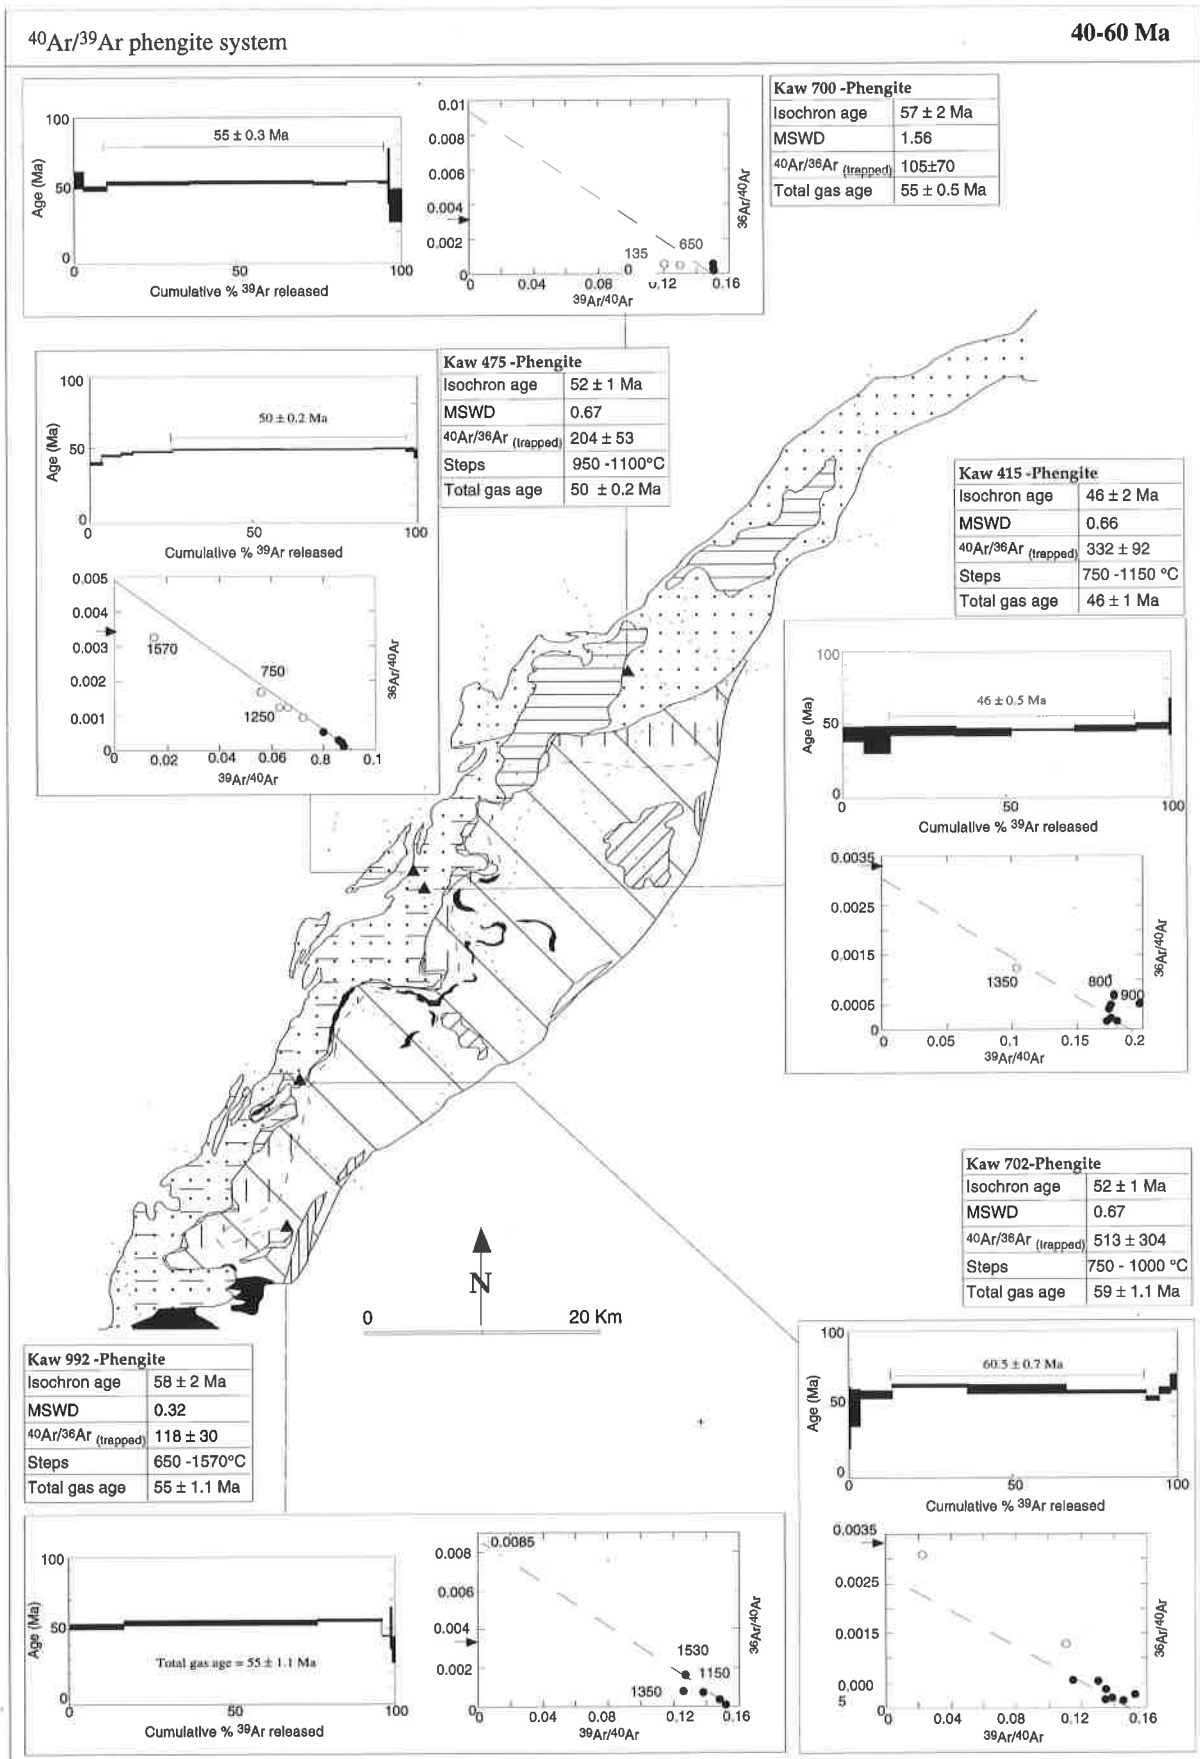 40Ar/39Ar phengite system
40-60 Ma
100
50
0
Age (Ma)
55 ± 0.3 Ma
0 50 100
Cumulative % 39Ar released
0.01
0.008
0.006
0.004
0.002
0
135
650
0
0 0.04 0.08 0.12 0.16
39Ar/40Ar
36Ar/40Ar
Kaw 700 -Phengite
Isochron age 57 ± 2 Ma
MSWD 1.56
40Ar/36Ar (trapped) 105±70
Total gas age 55 ± 0.5 Ma
100
50
0
Age (Ma)
50 ± 0.2 Ma
0 50 100
Cumulative % 39Ar released
0.005
0.004
0.003
0.002
0.001
0
1570
750
1250
0 0.02 0.04 0.06 0.8 0.1
39Ar/40Ar
36Ar/40Ar
Kaw 475 -Phengite
Isochron age 52 ± 1 Ma
MSWD 0.67
40Ar/36Ar (trapped) 204 ± 53
Steps 950 -1100°C
Total gas age 50 ± 0.2 Ma
Kaw 415 -Phengite
Isochron age 46 ± 2 Ma
MSWD 0.66
40Ar/36Ar (trapped) 332 ± 92
Steps 750 -1150 °C
Total gas age 46 ± 1 Ma
100
50
0
Age (Ma)
46 ± 0.5 Ma
0 50 100
Cumulative % 39Ar released
0.0035
0.0025
0.0015
0.0005
0
1350
800
900
0 0.05 0.1 0.15 0.2
39Ar/40Ar
36Ar/40Ar
Kaw 702-Phengite
Isochron age 52 ± 1 Ma
MSWD 0.67
40Ar/36Ar (trapped) 513 ± 304
Steps 750 - 1000 °C
Total gas age 59 ± 1.1 Ma
100
50
0
Age (Ma)
60.5 ± 0.7 Ma
0 50 100
Cumulative % 39Ar released
0.0035
0.0025
0.0015
0,000
5
0 0.04 0.08 0.12 0.16
39Ar/40Ar
36Ar/40Ar
N
0 20 Km
Kaw 992 -Phengite
Isochron age 58 ± 2 Ma
MSWD 0.32
40Ar/36Ar (trapped) 118 ± 30
Steps 650 -1570°C
Total gas age 55 ± 1.1 Ma
100
50
0
Age (Ma)
Total gas age = 55 ± 1.1 Ma
0 50 100
Cumulative % 39Ar released
0.0085
0.008
0.006
0.004
0.002
0
1530
1150
1350
0 0.04 0.08 0.12 0.16
39Ar/40Ar
36Ar/40Ar